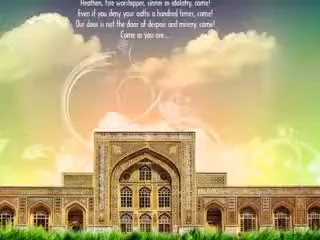 Heathen, fire worshipper, sinner in idolatry, come!
Even if you deny your oaths a hundred times, come!
Our door is not the door of despair and misery, come!
Come as you are...